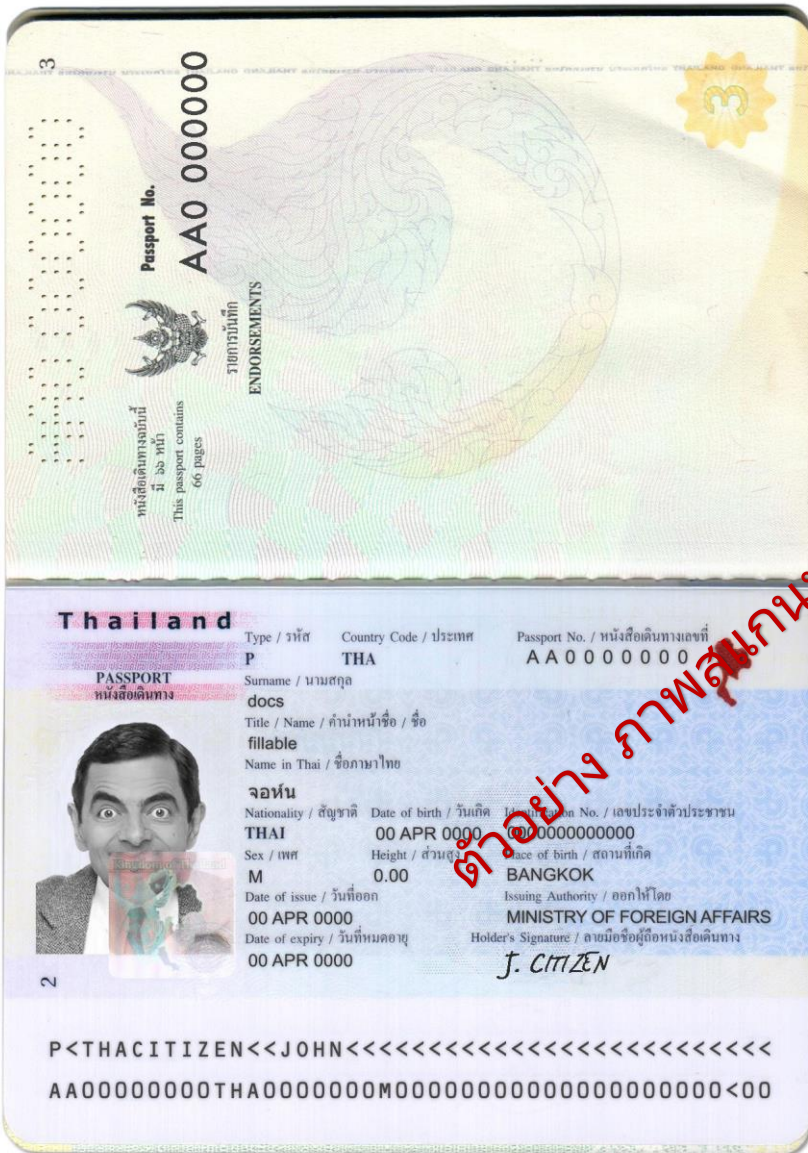 3
Passport No.
AA0 000000
หนังสือเดินทางฉบับนี้
มี ๖๖ หน้า
This passport contains
66 pages
รายการบันทึก
ENDORSEMENTS
3
Thailand
PASSPORT
หนังสือเดินทาง
Type / รหัส Country Code / ประเทศ Passport No. / หนังสือเดินทางเลขที่
P THA AA0000000
Surname / นามสกุล
docs
Title / Name / คำนำหน้าชื่อ / ชื่อ
fillable
Name in Thai / ชื่อภาษาไทย
จอห์น
Nationality / สัญชาติ Date of birth / วันเกิด Identification No. / เลขประจำตัวประชาชน
THAI 00 APR 0000 0000000000000
Sex / เพศ Height / ส่วนสูง Place of birth / สถานที่เกิด
M 0.00 BANGKOK
Date of issue / วันที่ออก Issuing Authority / ออกให้โดย
00 APR 0000 MINISTRY OF FOREIGN AFFAIRS
Date of expiry / วันที่หมดอายุ Holder's Signature / ลายมือชื่อผู้ถือหนังสือเดินทาง
00 APR 0000 J. CITIZEN
ตัวอย่าง ภาพสแกน
2
P<THACITIZEN<<JOHN<<<<<<<<<<<<<<<<<<<<<<<<<<
AA00000000THA0000000M00000000000000000000<00